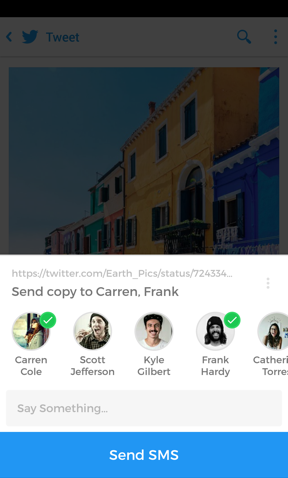 Tweet
https://twitter.com/Earth_Pics/status/724334...
Send copy to Carren, Frank
Carren
Cole
Scott
Jefferson
Kyle
Gilbert
Frank
Hardy
Catheri
Torre
Say Something...
Send SMS